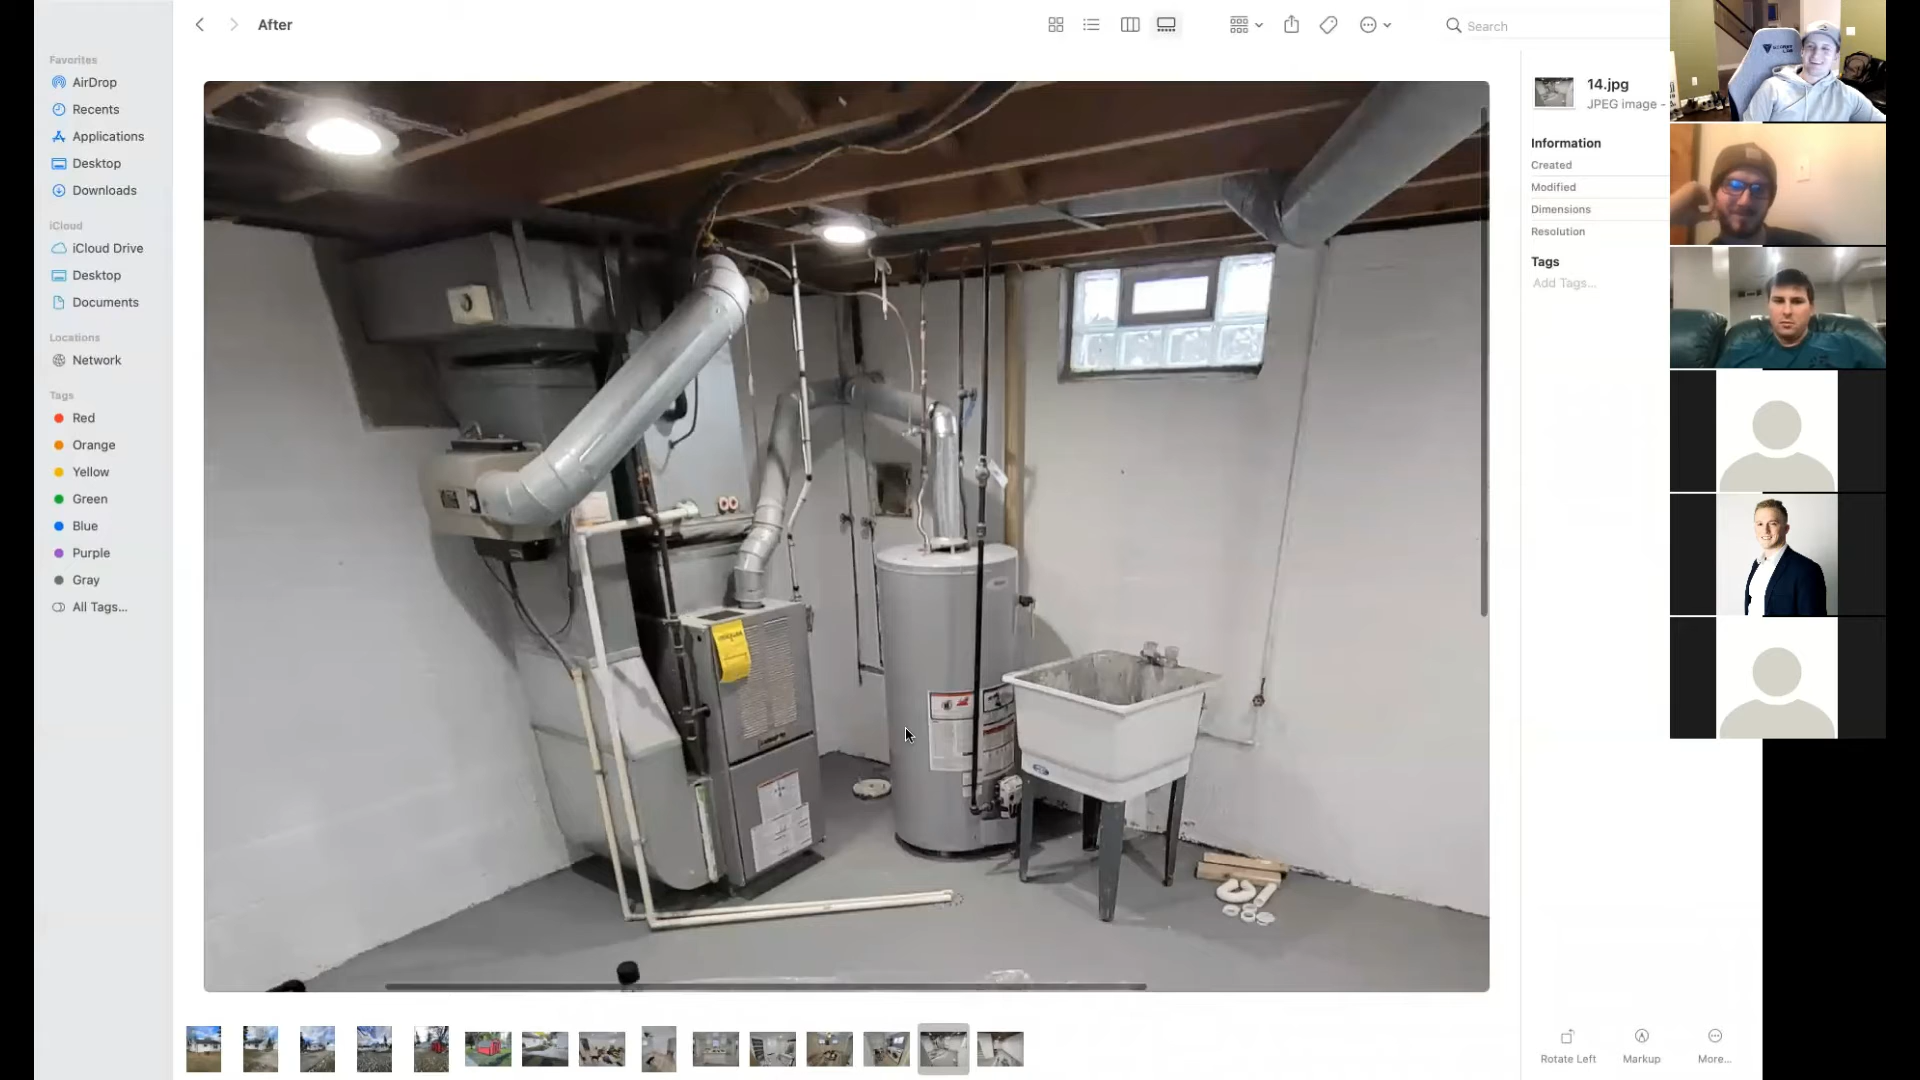 After
Search
Favorites
AirDrop
Recents
Applications
Desktop
Downloads
iCloud
iCloud Drive
Desktop
Documents
Locations
Network
Tags
Red
Orange
Yellow
Green
Blue
Purple
Gray
All Tags...
14.jpg
JPEG image -
Information
Created
Modified
Dimensions
Resolution
Tags
Add Tags...
Rotate Left
Markup
More...